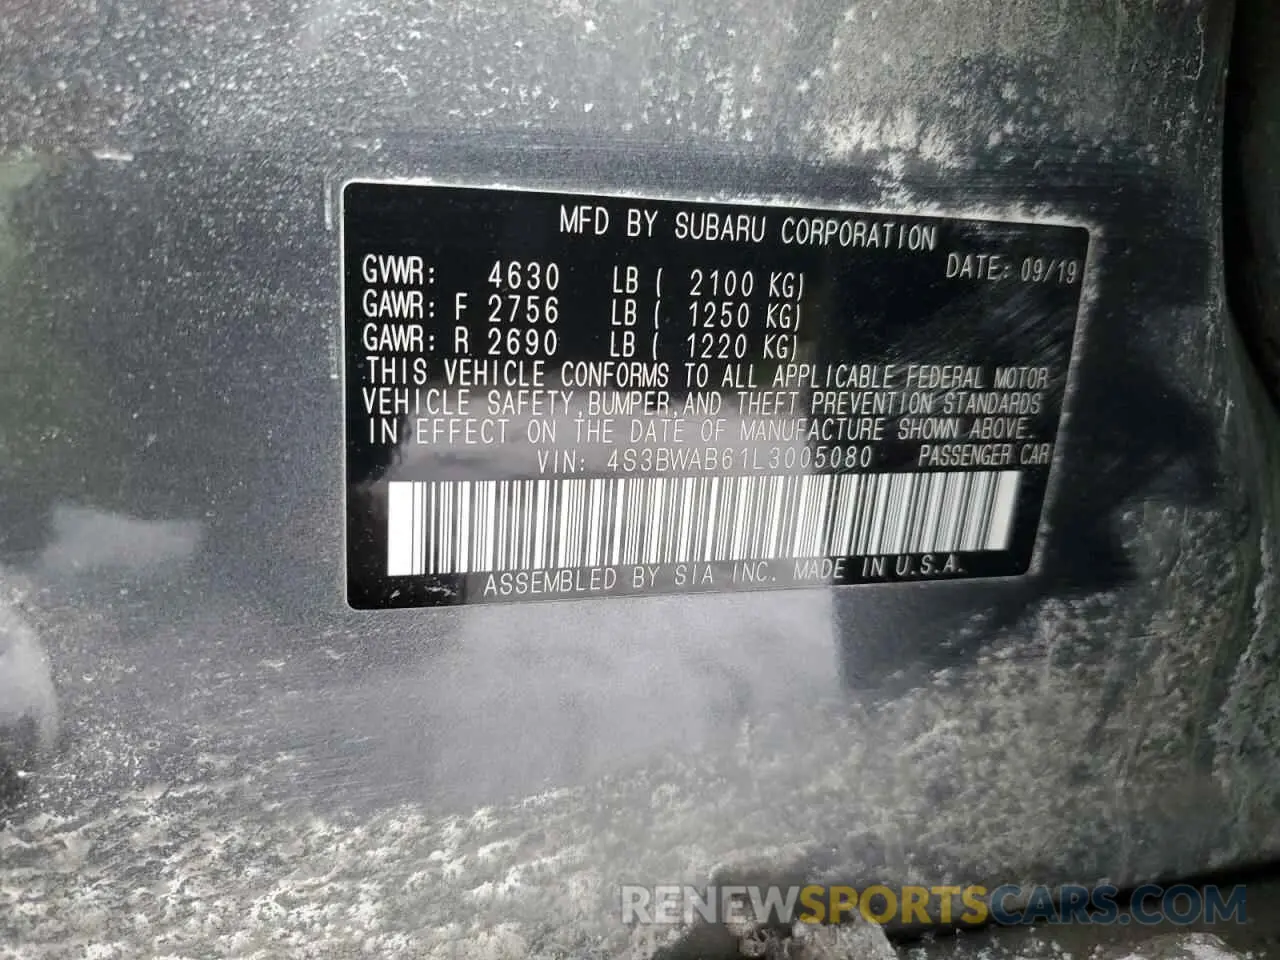 MFD BY SUBARU CORPORATION
DATE: 09/19
GVWR: 4630 LB ( 2100 KG)
GAWR: F 2756 LB ( 1250 KG)
GAWR: R 2690 LB ( 1220 KG)
THIS VEHICLE CONFORMS TO ALL APPLICABLE FEDERAL MOTOR
VEHICLE SAFETY, BUMPER, AND THEFT PREVENTION STANDARDS
IN EFFECT ON THE DATE OF MANUFACTURE SHOWN ABOVE.
VIN: 4S3BWAB61L3005080 PASSENGER CAR
ASSEMBLED BY SIA INC. MADE IN U.S.A.
RENEWSPORTSCARS.COM